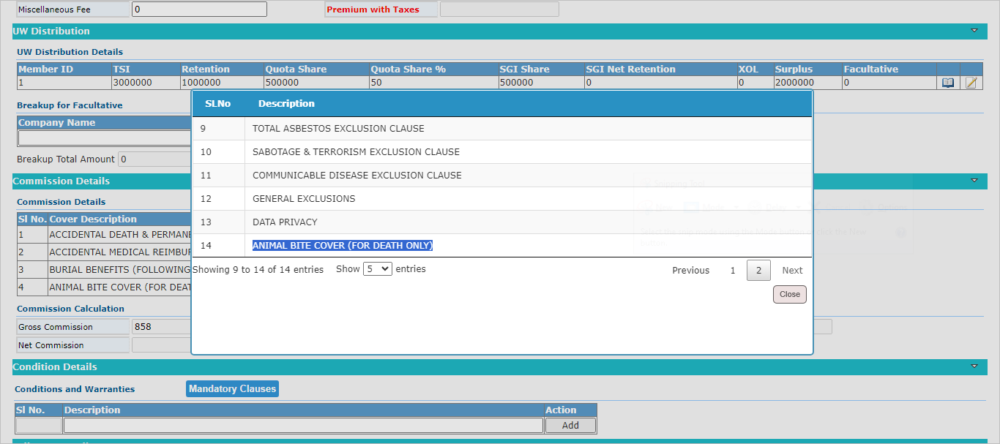 Miscellaneous Fee 0 Premium with Taxes
UW Distribution
UW Distribution Details
Member ID TSI Retention Quota Share Quota Share % SGI Share SGI Net Retention XOL Surplus Facultative
1 3000000 1000000 500000 50 500000 0 0 2000000 0
Breakup for Facultative
Company Name
Breakup Total Amount 0
Commission Details
Commission Details
Sl No. Cover Description
1 ACCIDENTAL DEATH & PERMANE
2 ACCIDENTAL MEDICAL REIMBUR
3 BURIAL BENEFITS (FOLLOWING
4 ANIMAL BITE COVER (FOR DEAT
Commission Calculation
Gross Commission 858
Net Commission
SLNo Description
9 TOTAL ASBESTOS EXCLUSION CLAUSE
10 SABOTAGE & TERRORISM EXCLUSION CLAUSE
11 COMMUNICABLE DISEASE EXCLUSION CLAUSE
12 GENERAL EXCLUSIONS
13 DATA PRIVACY
14 ANIMAL BITE COVER (FOR DEATH ONLY)
Showing 9 to 14 of 14 entries Show 5 entries Previous 1 2 Next
Close
Condition Details
Conditions and Warranties Mandatory Clauses
Sl No. Description Action
Add